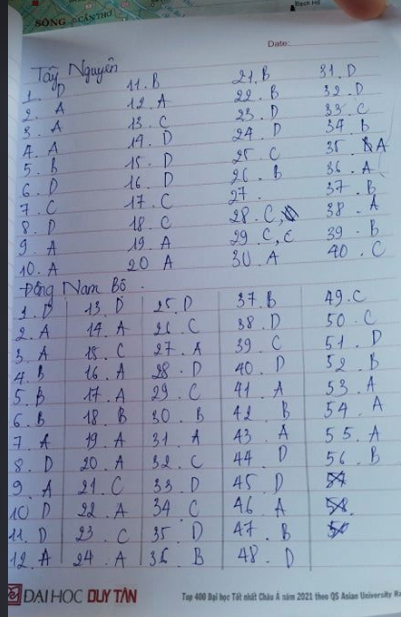 SÔNG
CẦN THƠ
Bạch Hổ
Date:
Tây Nguyên
1. D 11. B 21. B 31. D
2. A 12. A 22. B 32. D
3. A 13. C 23. D 33. C
4. A 14. D 24. D 34. B
5. B 15. D 25 C 35 A
6. D 16. D 26. B 36. A
7. C 17. C 27. 37. B
8. D 18. C 28. C, 38. A
9. A 19. A 29 C, C 39. B
10. A 20 A 30. A 40. C
Đông Nam Bộ.
1. D 13. D 25. D 37. B 49. C
2. A 14. A 26. C 38. D 50. C
3. A 15. C 27. A 39 C 51. D
4. B 16. A 28. D 40. D 52. B
5. B 17. A 29. C 41. A 53. A
6. B 18. B 30. B 42. B 54. A
7. A 19. A 31. A 43. A 55. A
8. D 20. A 32. C 44. D 56. B
9. A 21. C 33. D 45. D
10 D 22. A 34 C 46. A
11. D 23. C 35. D 47. B
12. A 24. A 36. B 48. D
ĐẠI HỌC DUY TÂN Top 400 Đại học Tốt nhất Châu Á năm 2021 theo QS Asian University